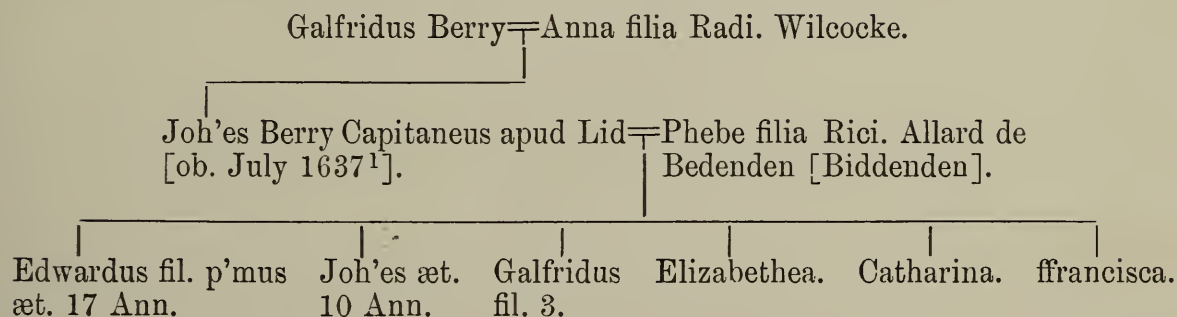 Galfridus Berry=Anna filia Radi. Wilcocke.
Joh'es Berry Capitaneus apud Lid=Phebe filia Rici. Allard de
[ob. July 1637¹]. Bedenden [Biddenden].
Edwardus fil. p'mus Joh'es æt. Galfridus Elizabethea. Catharina. ffrancisca.
æt. 17 Ann. 10 Ann. fil. 3.